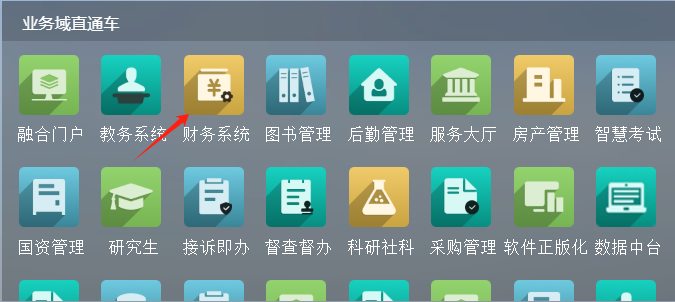 业务域直通车
¥
融合门户 教务系统 财务系统 图书管理 后勤管理 服务大厅 房产管理 智慧考试
国资管理 研究生 接诉即办 督查督办 科研社科 采购管理 软件正版化 数据中台